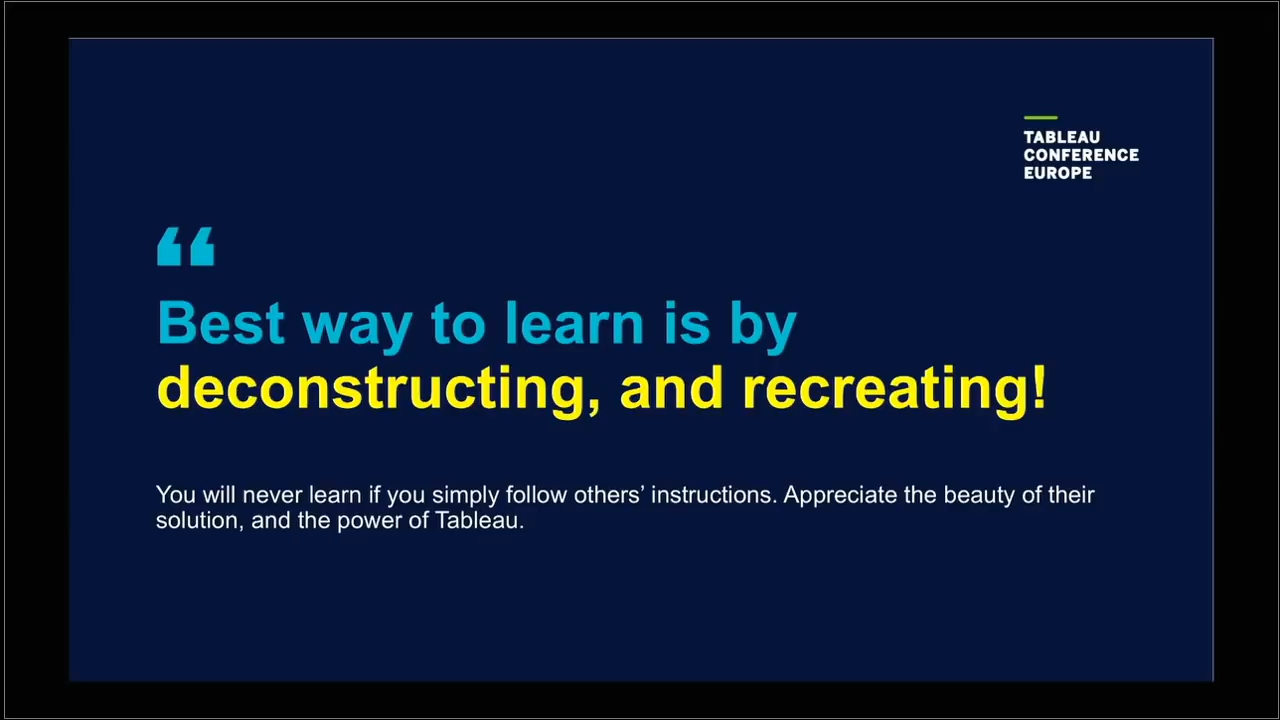 TABLEAU
CONFERENCE
EUROPE
“
Best way to learn is by
deconstructing, and recreating!
You will never learn if you simply follow others’ instructions. Appreciate the beauty of their
solution, and the power of Tableau.